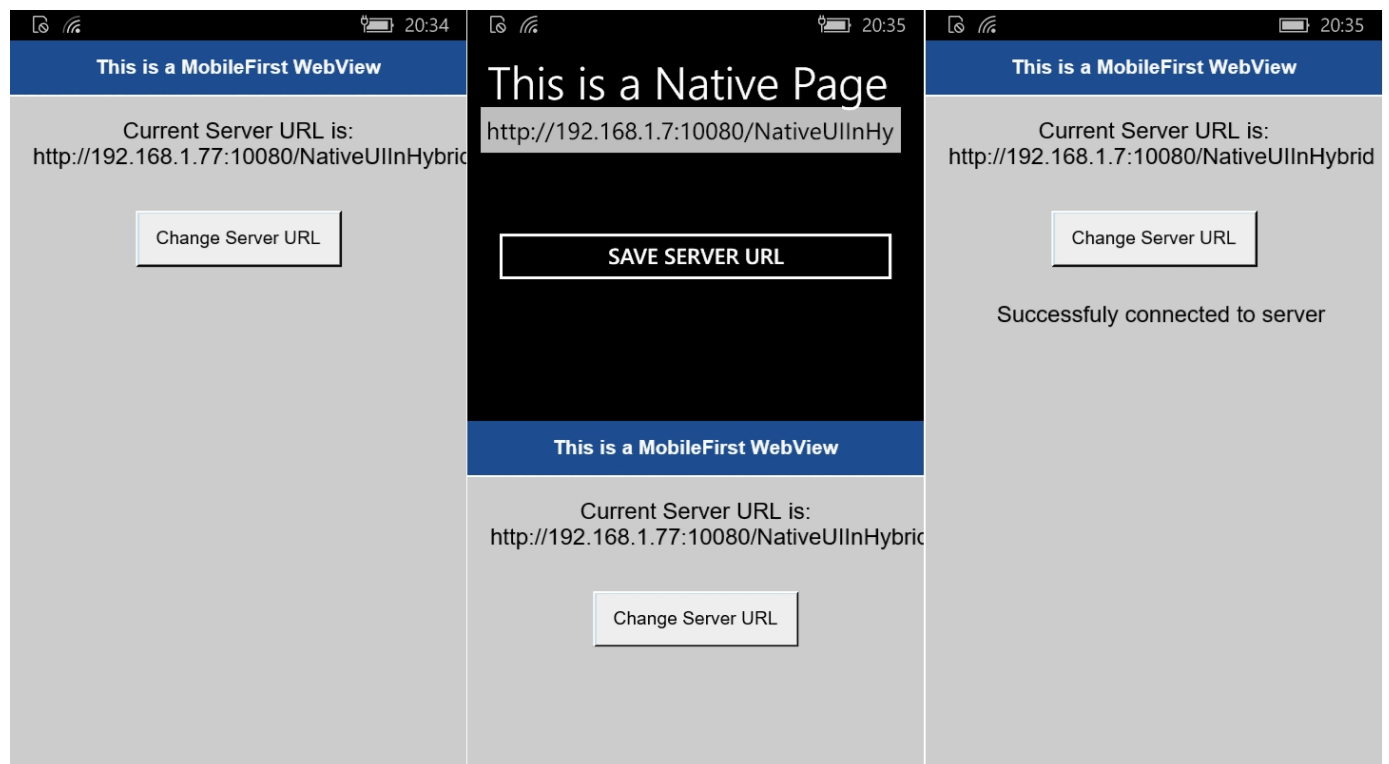 20:34
This is a MobileFirst WebView
Current Server URL is:
http://192.168.1.77:10080/NativeUIInHybric
Change Server URL
20:35
This is a Native Page
http://192.168.1.7:10080/NativeUIInHy
SAVE SERVER URL
This is a MobileFirst WebView
Current Server URL is:
http://192.168.1.77:10080/NativeUIInHybric
Change Server URL
20:35
This is a MobileFirst WebView
Current Server URL is:
http://192.168.1.7:10080/NativeUIInHybrid
Change Server URL
Successfuly connected to server